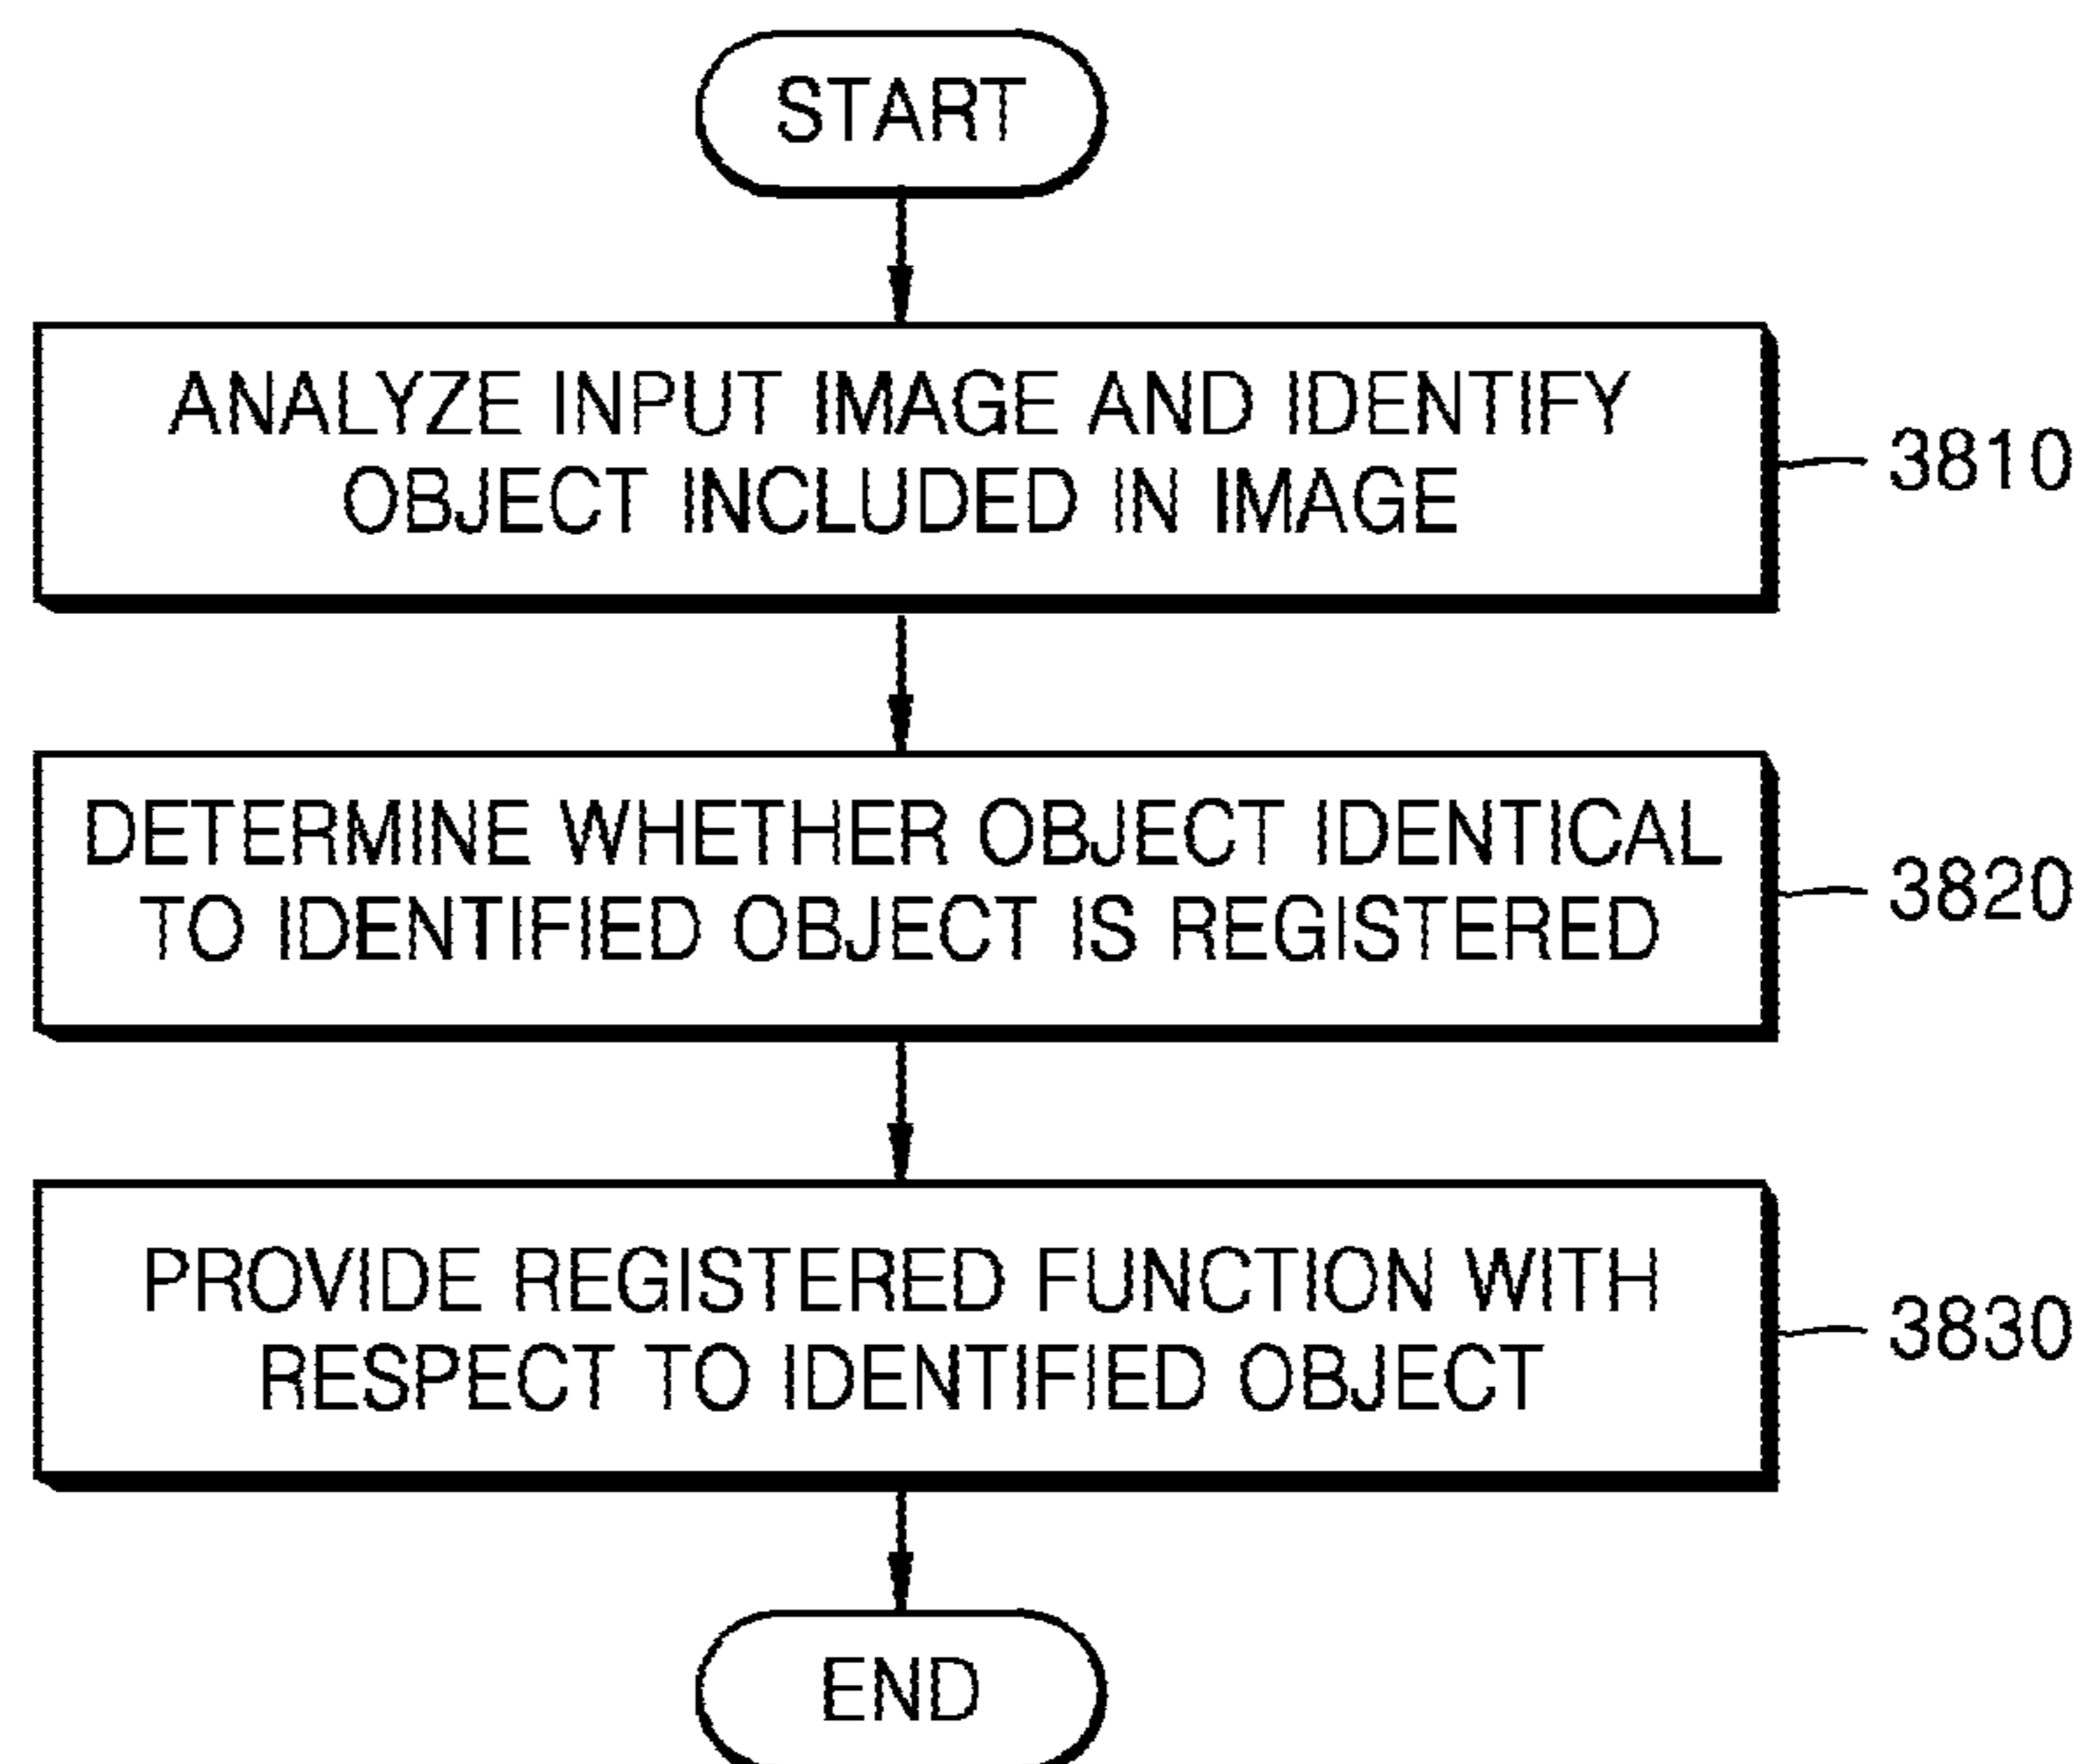 START
ANALYZE INPUT IMAGE AND IDENTIFY
OBJECT INCLUDED IN IMAGE
3810
DETERMINE WHETHER OBJECT IDENTICAL
TO IDENTIFIED OBJECT IS REGISTERED
3820
PROVIDE REGISTERED FUNCTION WITH
RESPECT TO IDENTIFIED OBJECT
3830
END